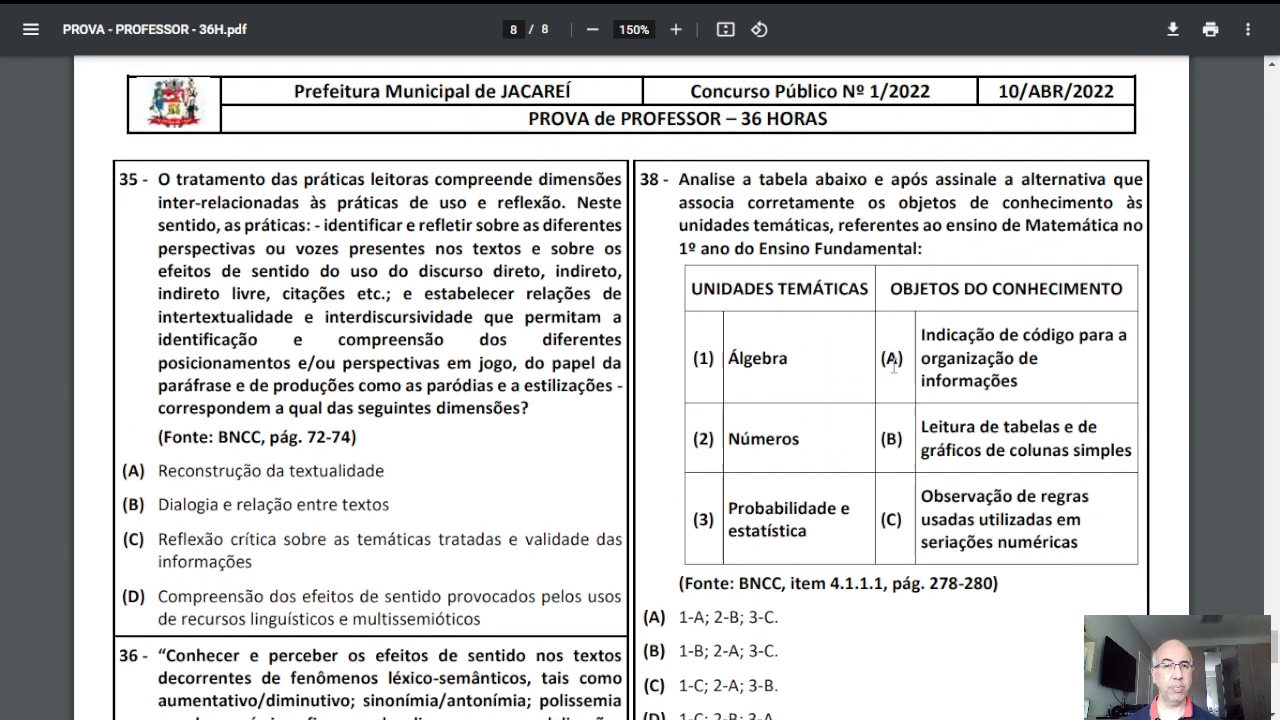 PROVA - PROFESSOR - 36H.pdf
8 / 8
150%
Prefeitura Municipal de JACAREÍ
Concurso Público Nº 1/2022
10/ABR/2022
PROVA de PROFESSOR – 36 HORAS
35 - O tratamento das práticas leitoras compreende dimensões
inter-relacionadas às práticas de uso e reflexão. Neste
sentido, as práticas: - identificar e refletir sobre as diferentes
perspectivas ou vozes presentes nos textos e sobre os
efeitos de sentido do uso do discurso direto, indireto,
indireto livre, citações etc.; e estabelecer relações de
intertextualidade e interdiscursividade que permitam a
identificação e compreensão dos diferentes
posicionamentos e/ou perspectivas em jogo, do papel da
paráfrase e de produções como as paródias e a estilizações -
correspondem a qual das seguintes dimensões?
(Fonte: BNCC, pág. 72-74)
(A) Reconstrução da textualidade
(B) Dialogia e relação entre textos
(C) Reflexão crítica sobre as temáticas tratadas e validade das
informações
(D) Compreensão dos efeitos de sentido provocados pelos usos
de recursos linguísticos e multissemióticos
36 - “Conhecer e perceber os efeitos de sentido nos textos
decorrentes de fenômenos léxico-semânticos, tais como
aumentativo/diminutivo; sinonímia/antonímia; polissemia
38 - Analise a tabela abaixo e após assinale a alternativa que
associa corretamente os objetos de conhecimento às
unidades temáticas, referentes ao ensino de Matemática no
1º ano do Ensino Fundamental:
UNIDADES TEMÁTICAS
OBJETOS DO CONHECIMENTO
(1) Álgebra
(A) Indicação de código para a
organização de
informações
(2) Números
(B) Leitura de tabelas e de
gráficos de colunas simples
(3) Probabilidade e
estatística
(C) Observação de regras
usadas utilizadas em
seriações numéricas
(Fonte: BNCC, item 4.1.1.1, pág. 278-280)
(A) 1-A; 2-B; 3-C.
(B) 1-B; 2-A; 3-C.
(C) 1-C; 2-A; 3-B.
(D) 1-C; 2-B; 3-A.